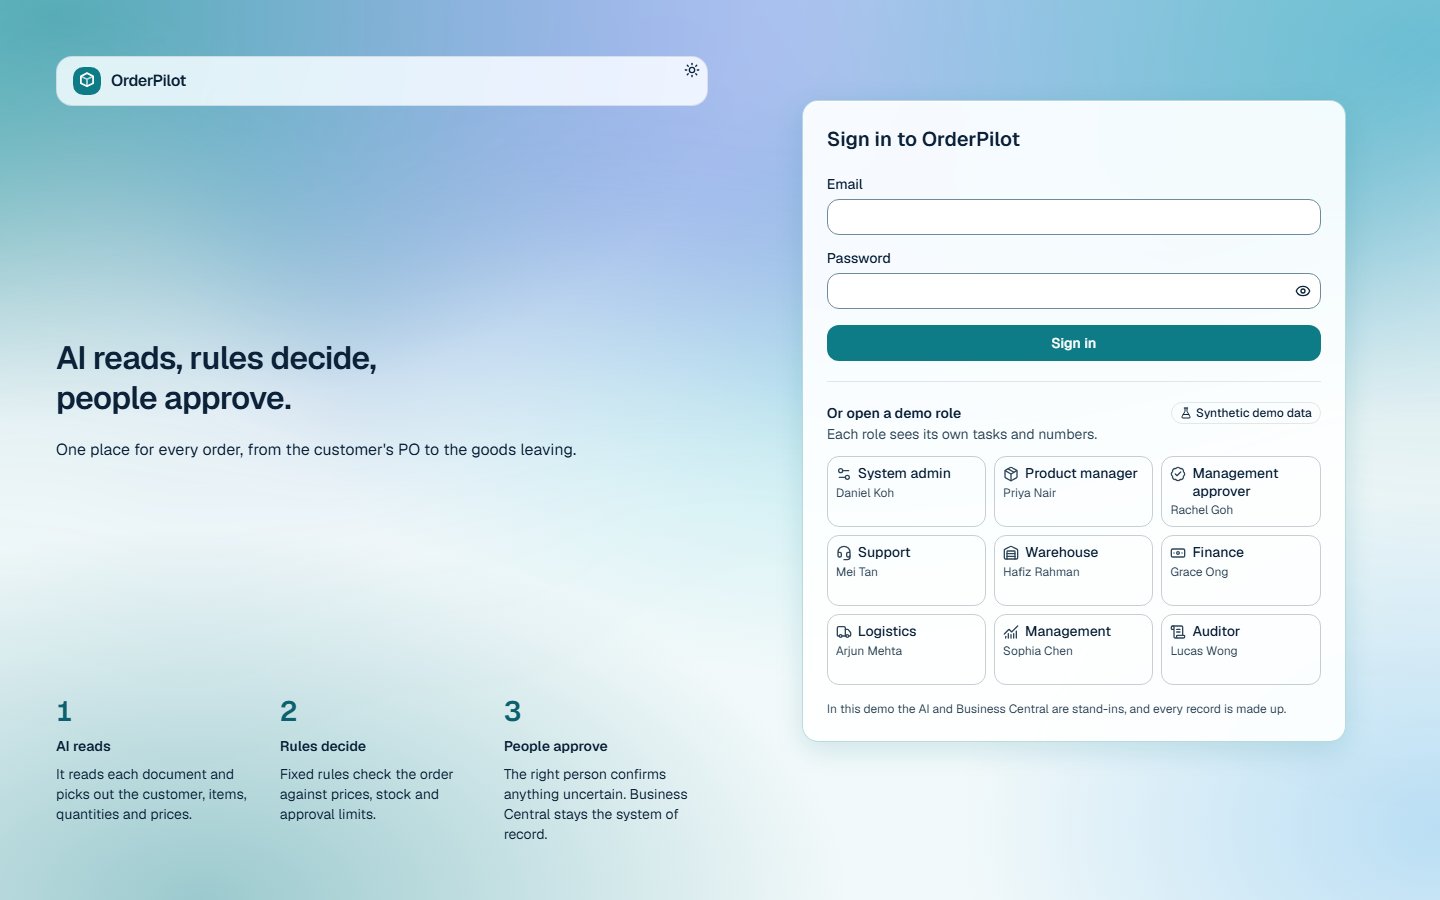 OrderPilot
AI reads, rules decide,
people approve.
One place for every order, from the customer's PO to the goods leaving.
1
AI reads
It reads each document and
picks out the customer, items,
quantities and prices.
2
Rules decide
Fixed rules check the order
against prices, stock and
approval limits.
3
People approve
The right person confirms
anything uncertain. Business
Central stays the system of
record.
Sign in to OrderPilot
Email
Password
Sign in
Or open a demo role
Synthetic demo data
Each role sees its own tasks and numbers.
System admin
Daniel Koh
Product manager
Priya Nair
Management
approver
Rachel Goh
Support
Mei Tan
Warehouse
Hafiz Rahman
Finance
Grace Ong
Logistics
Arjun Mehta
Management
Sophia Chen
Auditor
Lucas Wong
In this demo the AI and Business Central are stand-ins, and every record is made up.